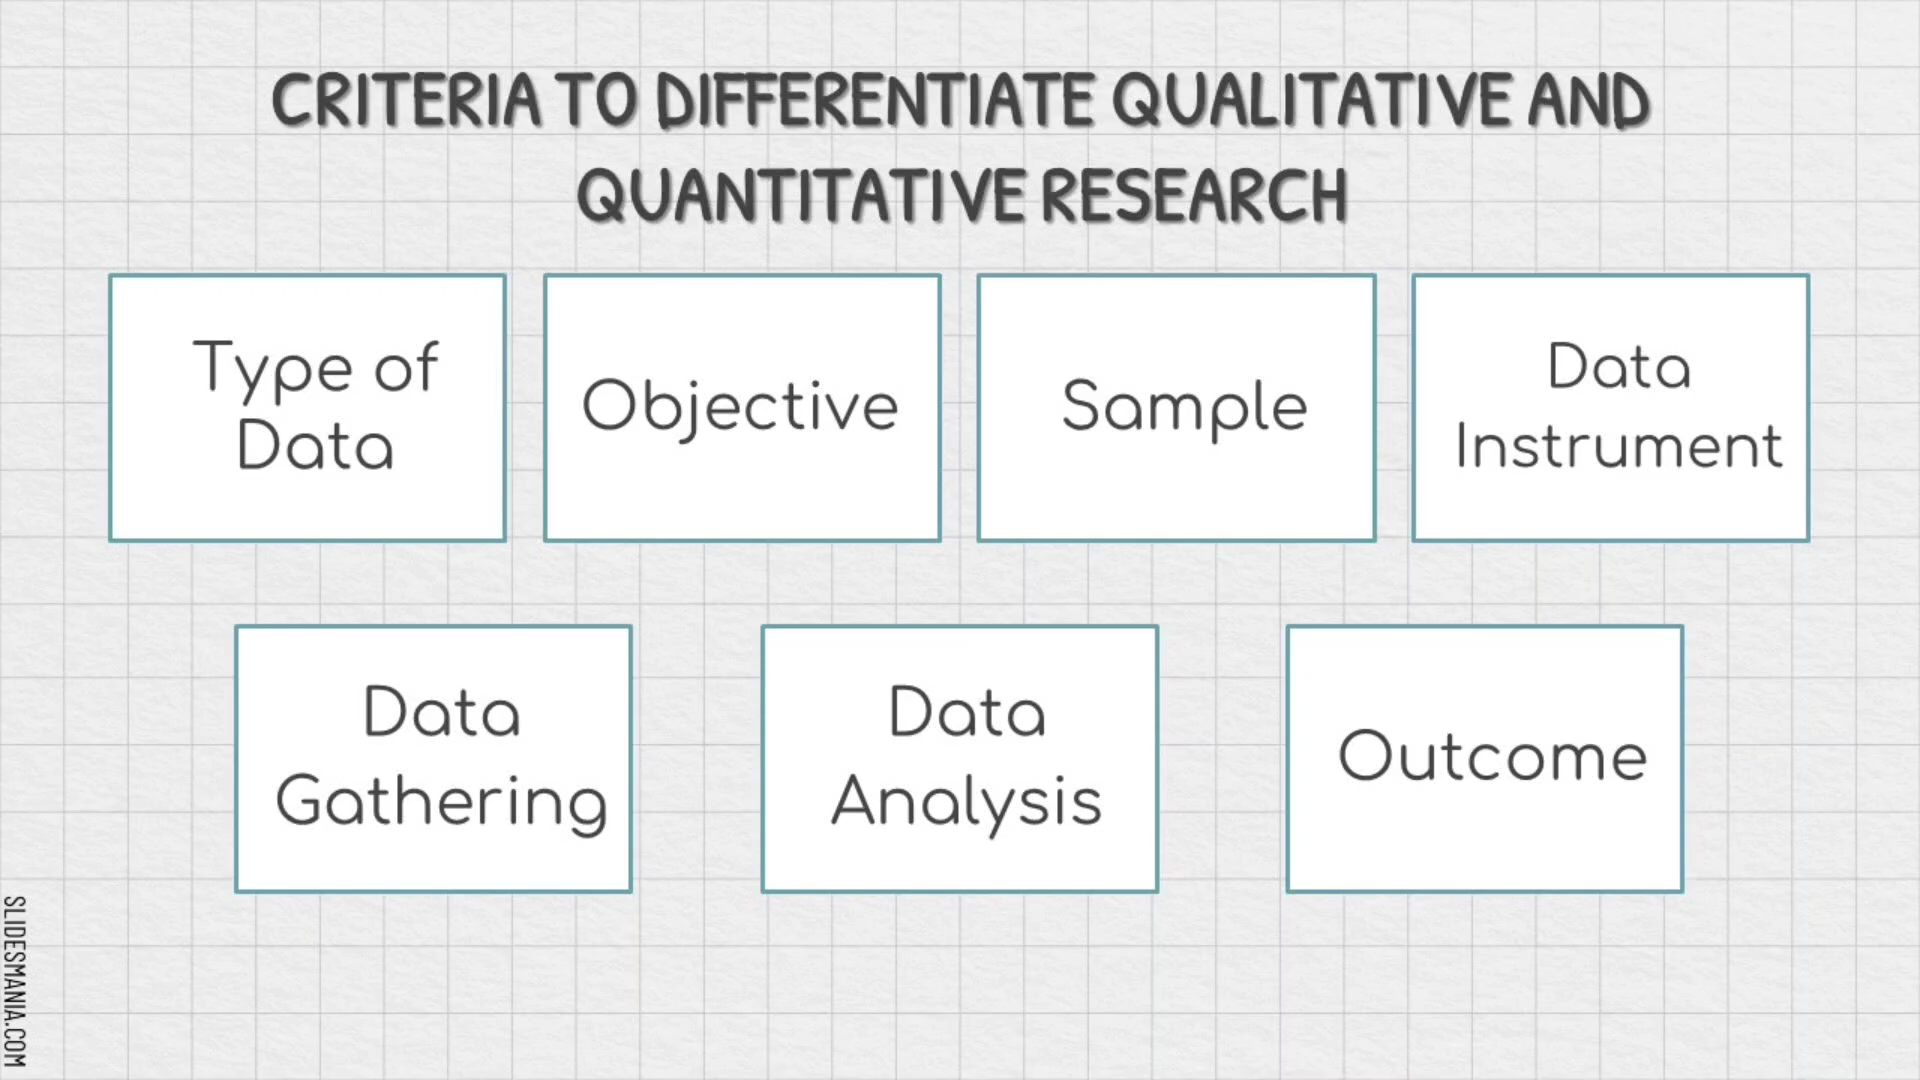 CRITERIA TO DIFFERENTIATE QUALITATIVE AND
QUANTITATIVE RESEARCH
Type of
Data
Objective
Sample
Data
Instrument
Data
Gathering
Data
Analysis
Outcome
SLIDESMANIA.COM